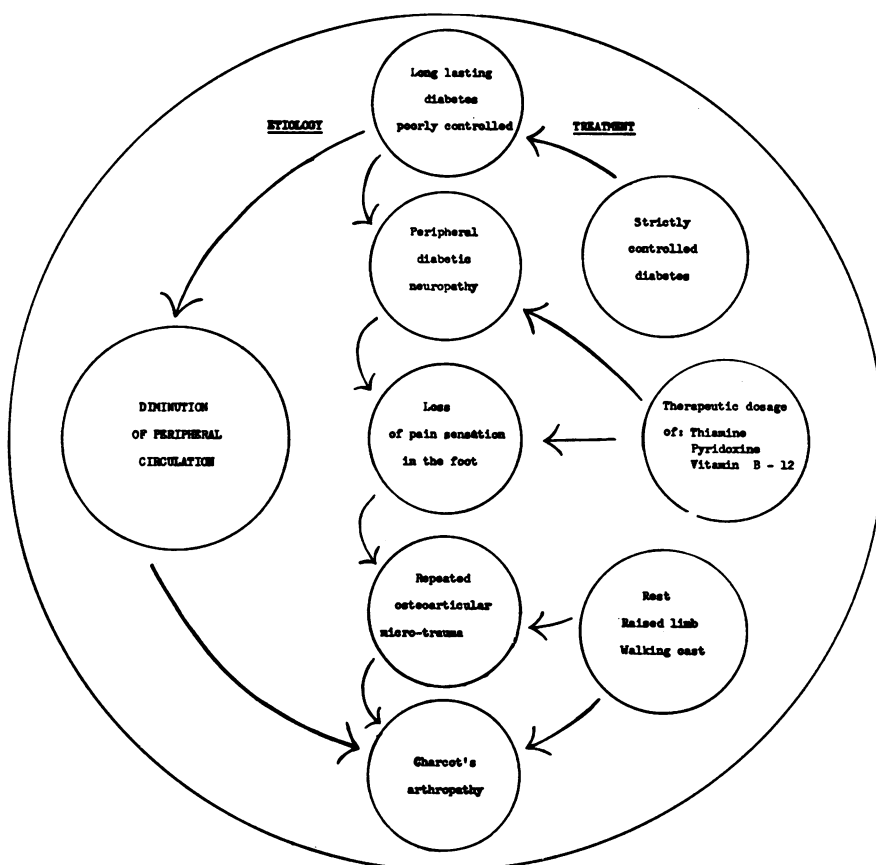 Long lasting
diabetes
poorly controlled
ETIOLOGY
TREATMENT
Peripheral
diabetic
neuropathy
Strictly
controlled
diabetes
DIMINUTION
OF PERIPHERAL
CIRCULATION
Loss
of pain sensation
in the foot
Therapeutic dosage
of: Thiamine
Pyridoxine
Vitamin B - 12
Repeated
osteoarticular
micro-trauma
Rest
Raised limb
Walking cast
Charcot's
arthropathy